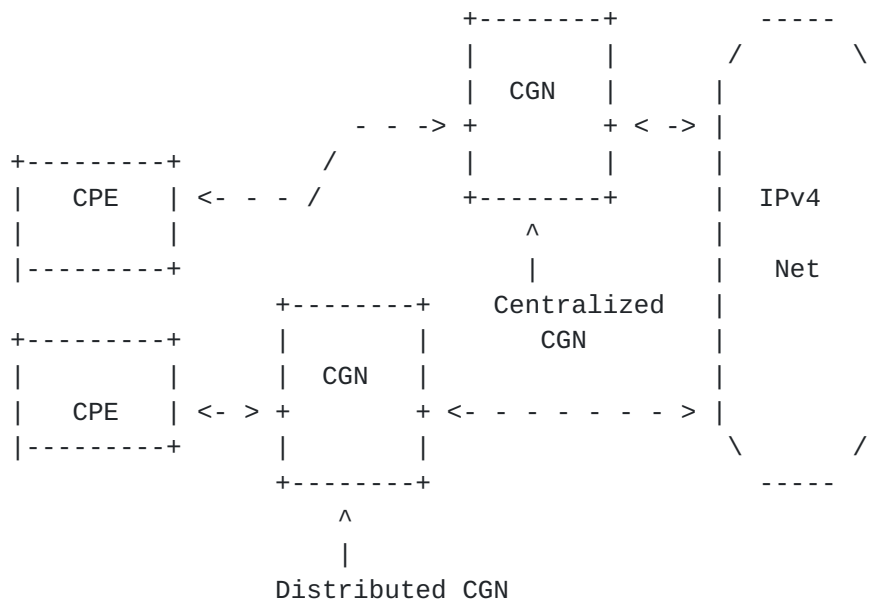 CGN
CPE
IPv4
Net
Centralized
CGN
CGN
CPE
Distributed CGN